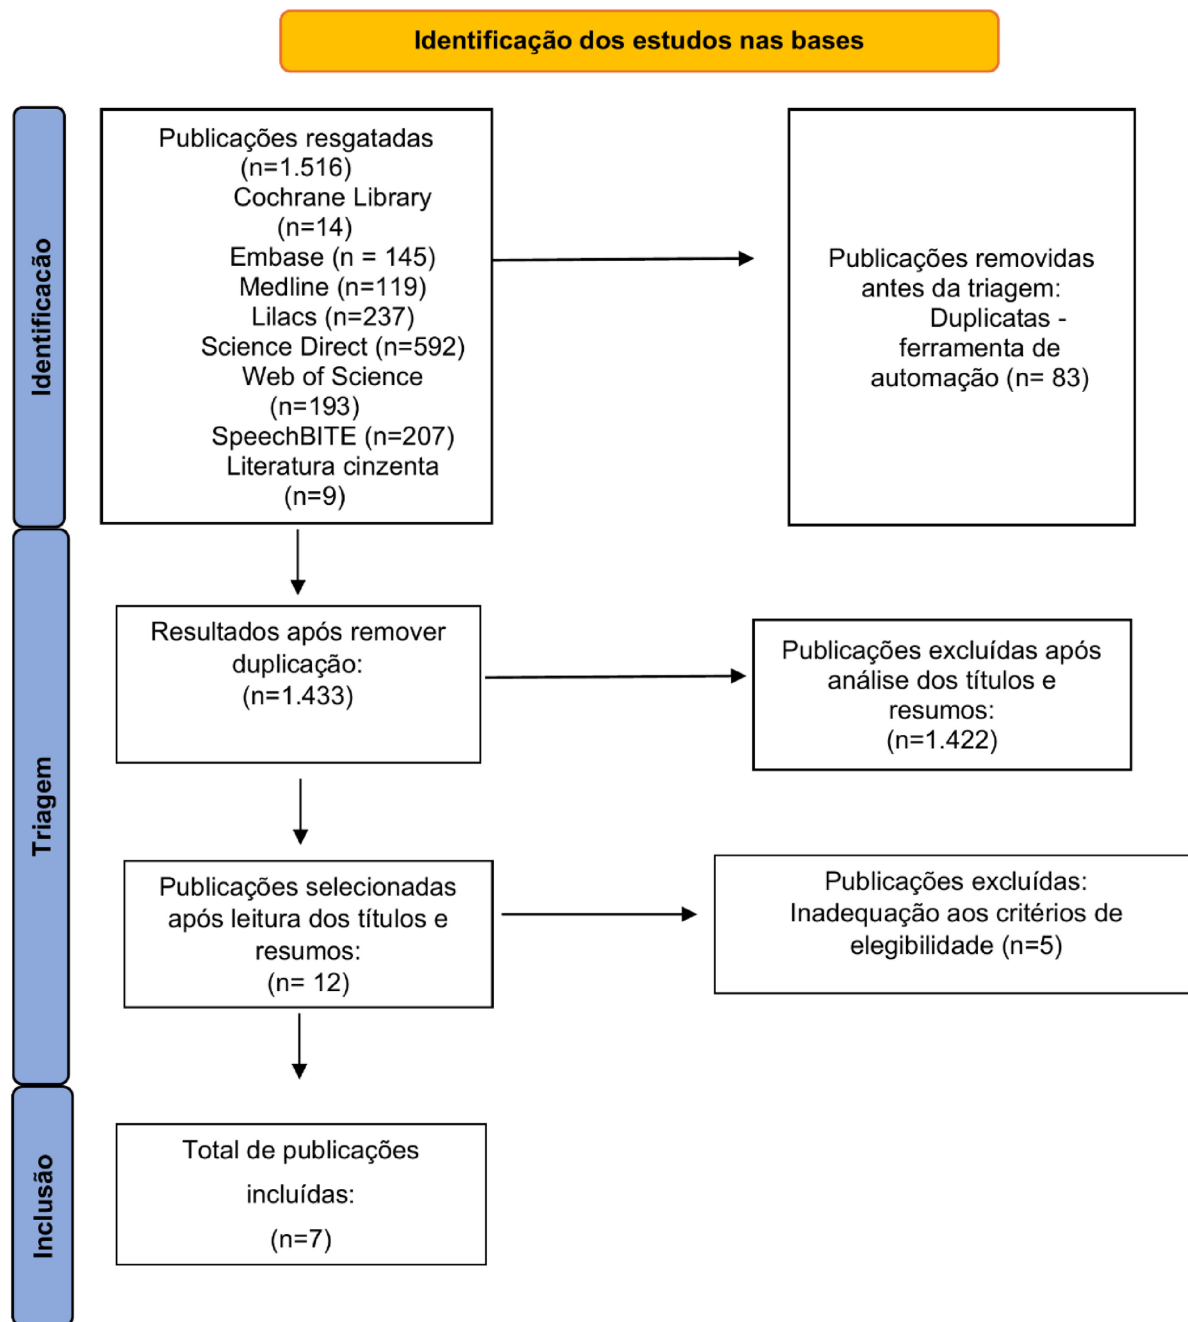 Identificação dos estudos nas bases
Identificacão
Publicações resgatadas
(n=1.516)
Cochrane Library
(n=14)
Embase (n = 145)
Medline (n=119)
Lilacs (n=237)
Science Direct (n=592)
Web of Science
(n=193)
SpeechBITE (n=207)
Literatura cinzenta
(n=9)
Publicações removidas
antes da triagem:
Duplicatas -
ferramenta de
automação (n= 83)
Triagem
Resultados após remover
duplicação:
(n=1.433)
Publicações excluídas após
análise dos títulos e
resumos:
(n=1.422)
Publicações selecionadas
após leitura dos títulos e
resumos:
(n= 12)
Publicações excluídas:
Inadequação aos critérios de
elegibilidade (n=5)
Inclusão
Total de publicações
incluídas:
(n=7)